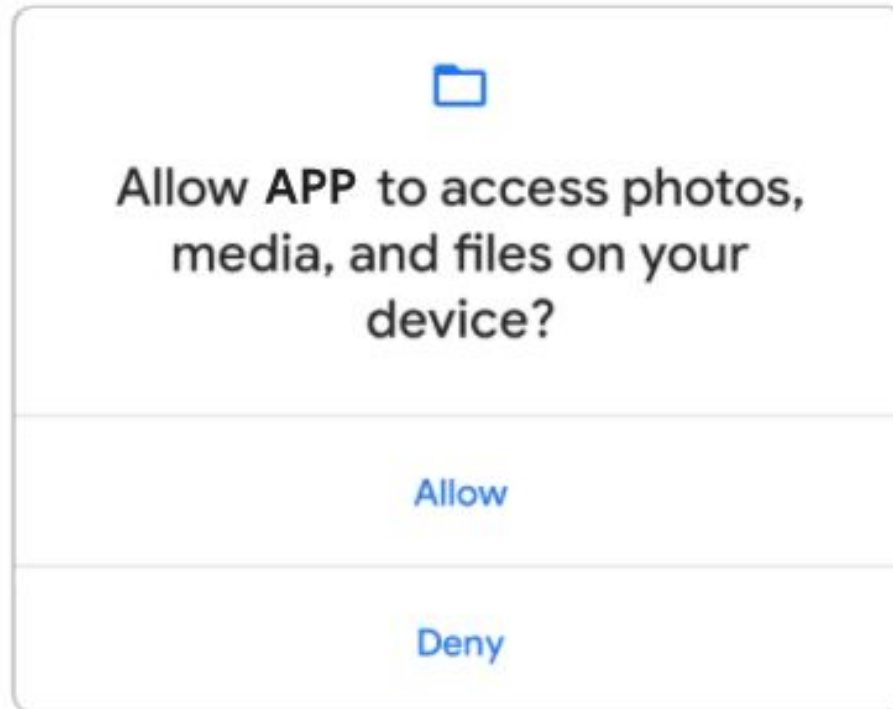 Allow APP to access photos,
media, and files on your
device?
Allow
Deny